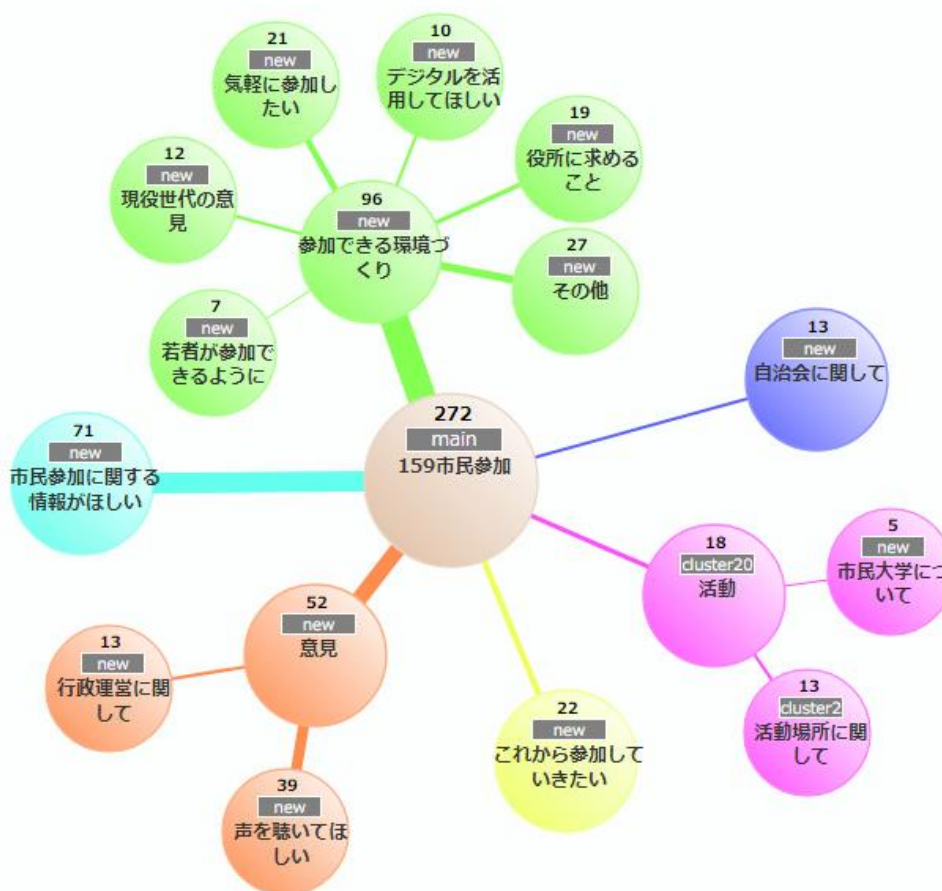 21
new
気軽に参加し
たい
10
new
デジタルを活
用してほしい
19
new
役所に求める
こと
12
new
現役世代の意
見
96
new
参加できる環境づ
くり
27
new
その他
7
new
若者が参加で
きるように
13
new
自治会に関して
272
main
159市民参加
71
new
市民参加に関する
情報がほしい
18
cluster20
活動
5
new
市民大学につ
いて
52
new
意見
13
new
行政運営に関
して
22
new
これから参加して
いきたい
13
cluster2
活動場所に関
して
39
new
声を聴いてほ
しい